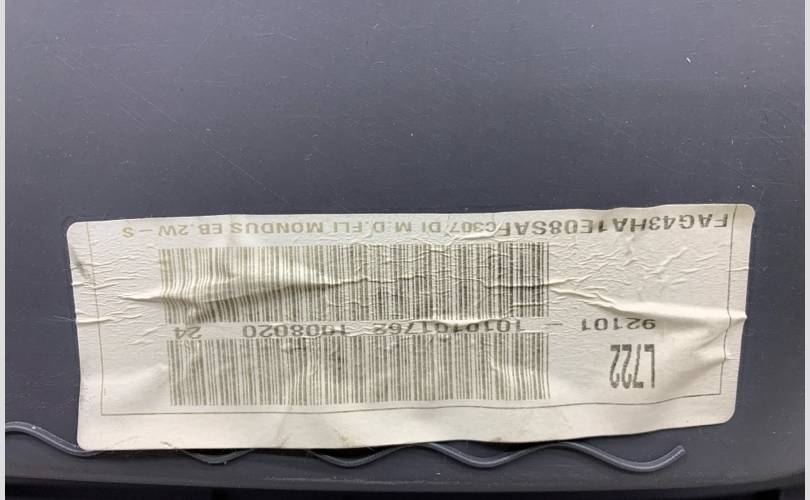 L722
92101 - 1010101762 1008020 24
FAG43HA1E08SAFC307 DI M.D.FLI MONDUS EB.2W-S